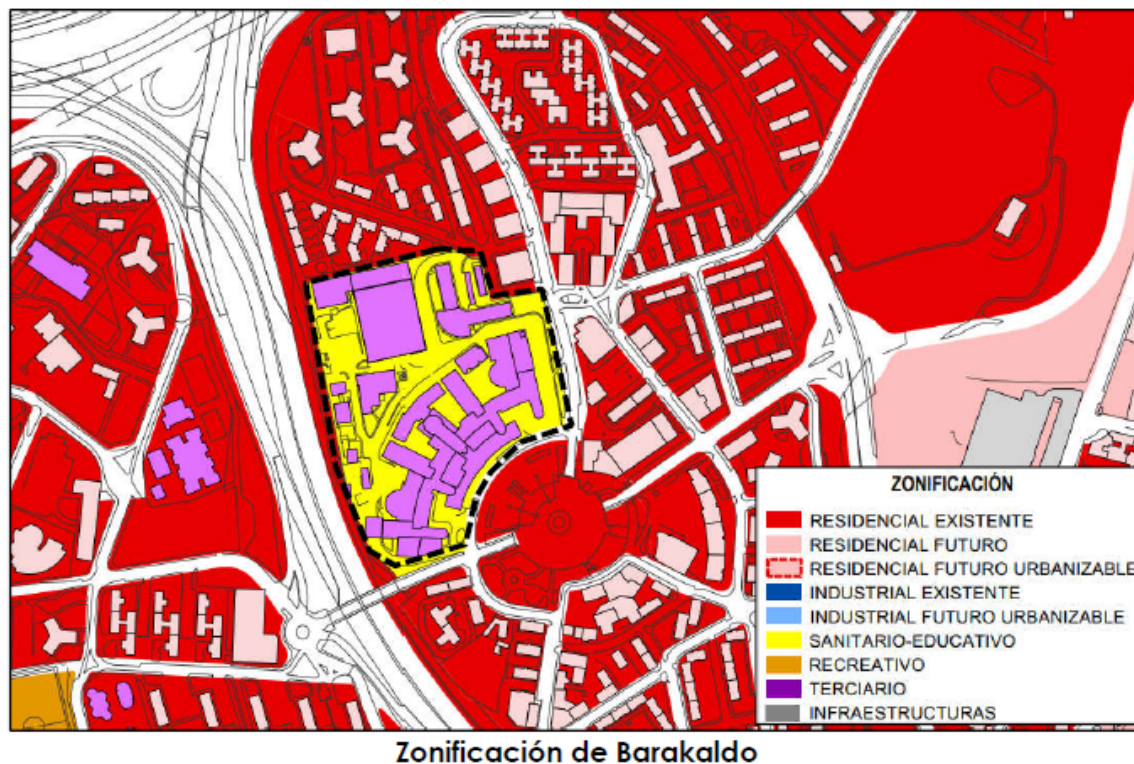 ZONIFICACIÓN
RESIDENCIAL EXISTENTE
RESIDENCIAL FUTURO
RESIDENCIAL FUTURO URBANIZABLE
INDUSTRIAL EXISTENTE
INDUSTRIAL FUTURO URBANIZABLE
SANITARIO-EDUCATIVO
RECREATIVO
TERCIARIO
INFRAESTRUCTURAS
Zonificación de Barakaldo